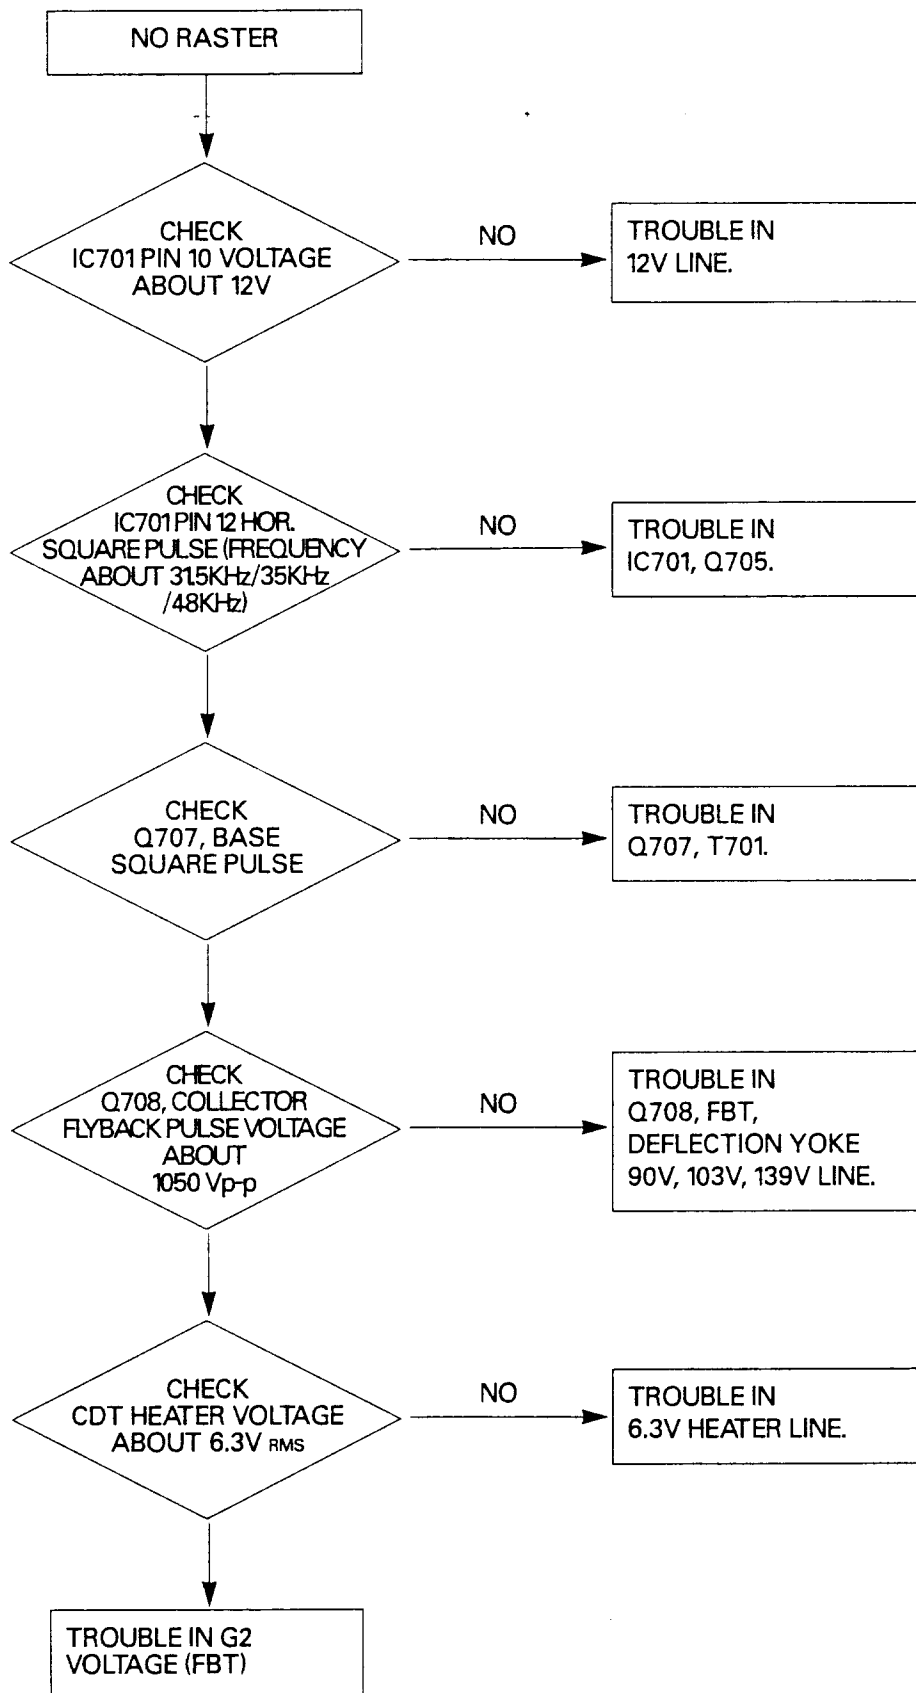 NO RASTER
CHECK
IC701 PIN 10 VOLTAGE
ABOUT 12V
NO
TROUBLE IN
12V LINE.
CHECK
IC701 PIN 12 HOR.
SQUARE PULSE (FREQUENCY
ABOUT 31.5KHz/35KHz
/48KHz)
NO
TROUBLE IN
IC701, Q705.
CHECK
Q707, BASE
SQUARE PULSE
NO
TROUBLE IN
Q707, T701.
CHECK
Q708, COLLECTOR
FLYBACK PULSE VOLTAGE
ABOUT
1050 Vp-p
NO
TROUBLE IN
Q708, FBT,
DEFLECTION YOKE
90V, 103V, 139V LINE.
CHECK
CDT HEATER VOLTAGE
ABOUT 6.3V RMS
NO
TROUBLE IN
6.3V HEATER LINE.
TROUBLE IN G2
VOLTAGE (FBT)